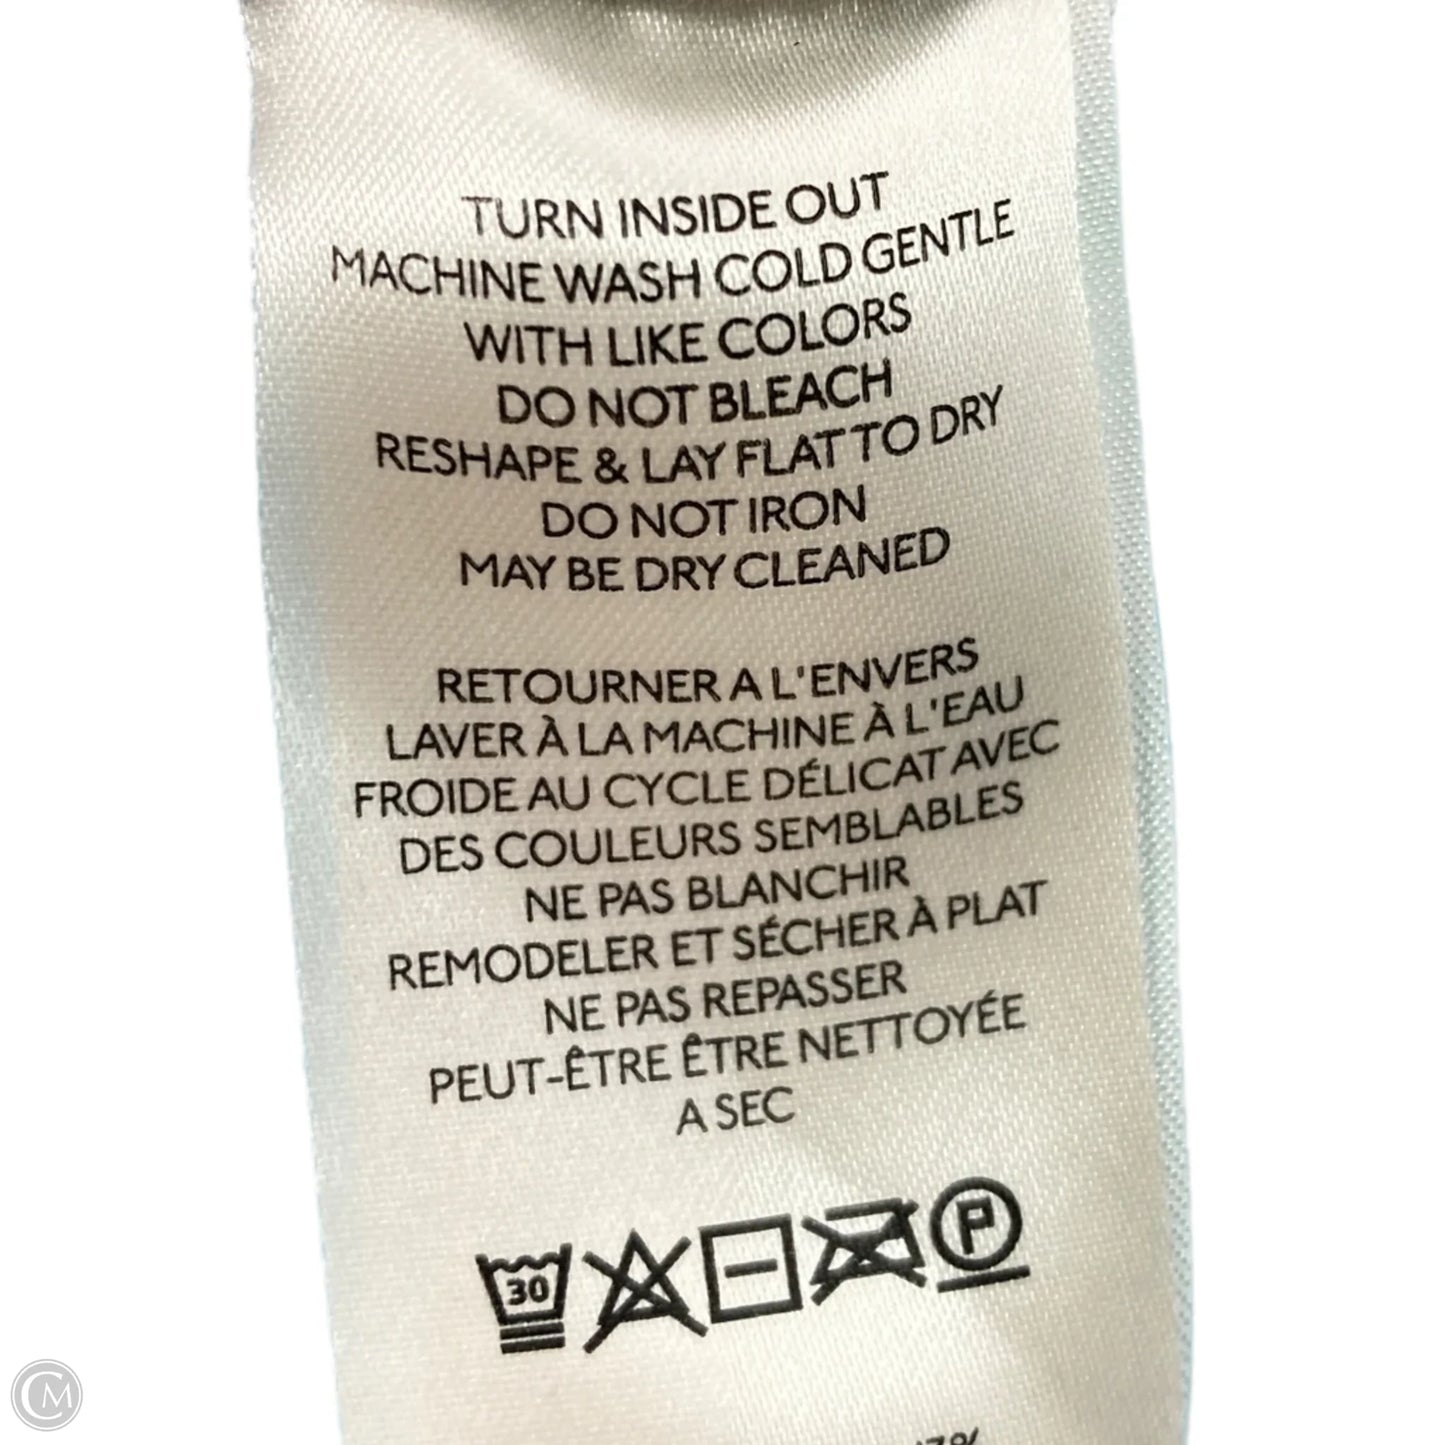 TURN INSIDE OUT
MACHINE WASH COLD GENTLE
WITH LIKE COLORS
DO NOT BLEACH
RESHAPE & LAY FLAT TO DRY
DO NOT IRON
MAY BE DRY CLEANED
RETOURNER A L'ENVERS
LAVER À LA MACHINE À L'EAU
FROIDE AU CYCLE DÉLICAT AVEC
DES COULEURS SEMBLABLES
NE PAS BLANCHIR
REMODELER ET SÉCHER À PLAT
NE PAS REPASSER
PEUT-ÊTRE ÊTRE NETTOYÉE
A SEC
30 P
CM